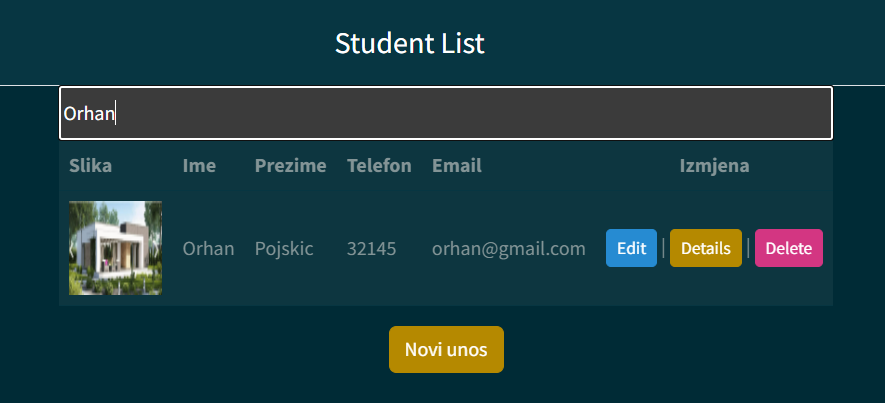 Student List
Orhan
Slika Ime Prezime Telefon Email Izmjena
Orhan Pojskic 32145 orhan@gmail.com Edit | Details | Delete
Novi unos